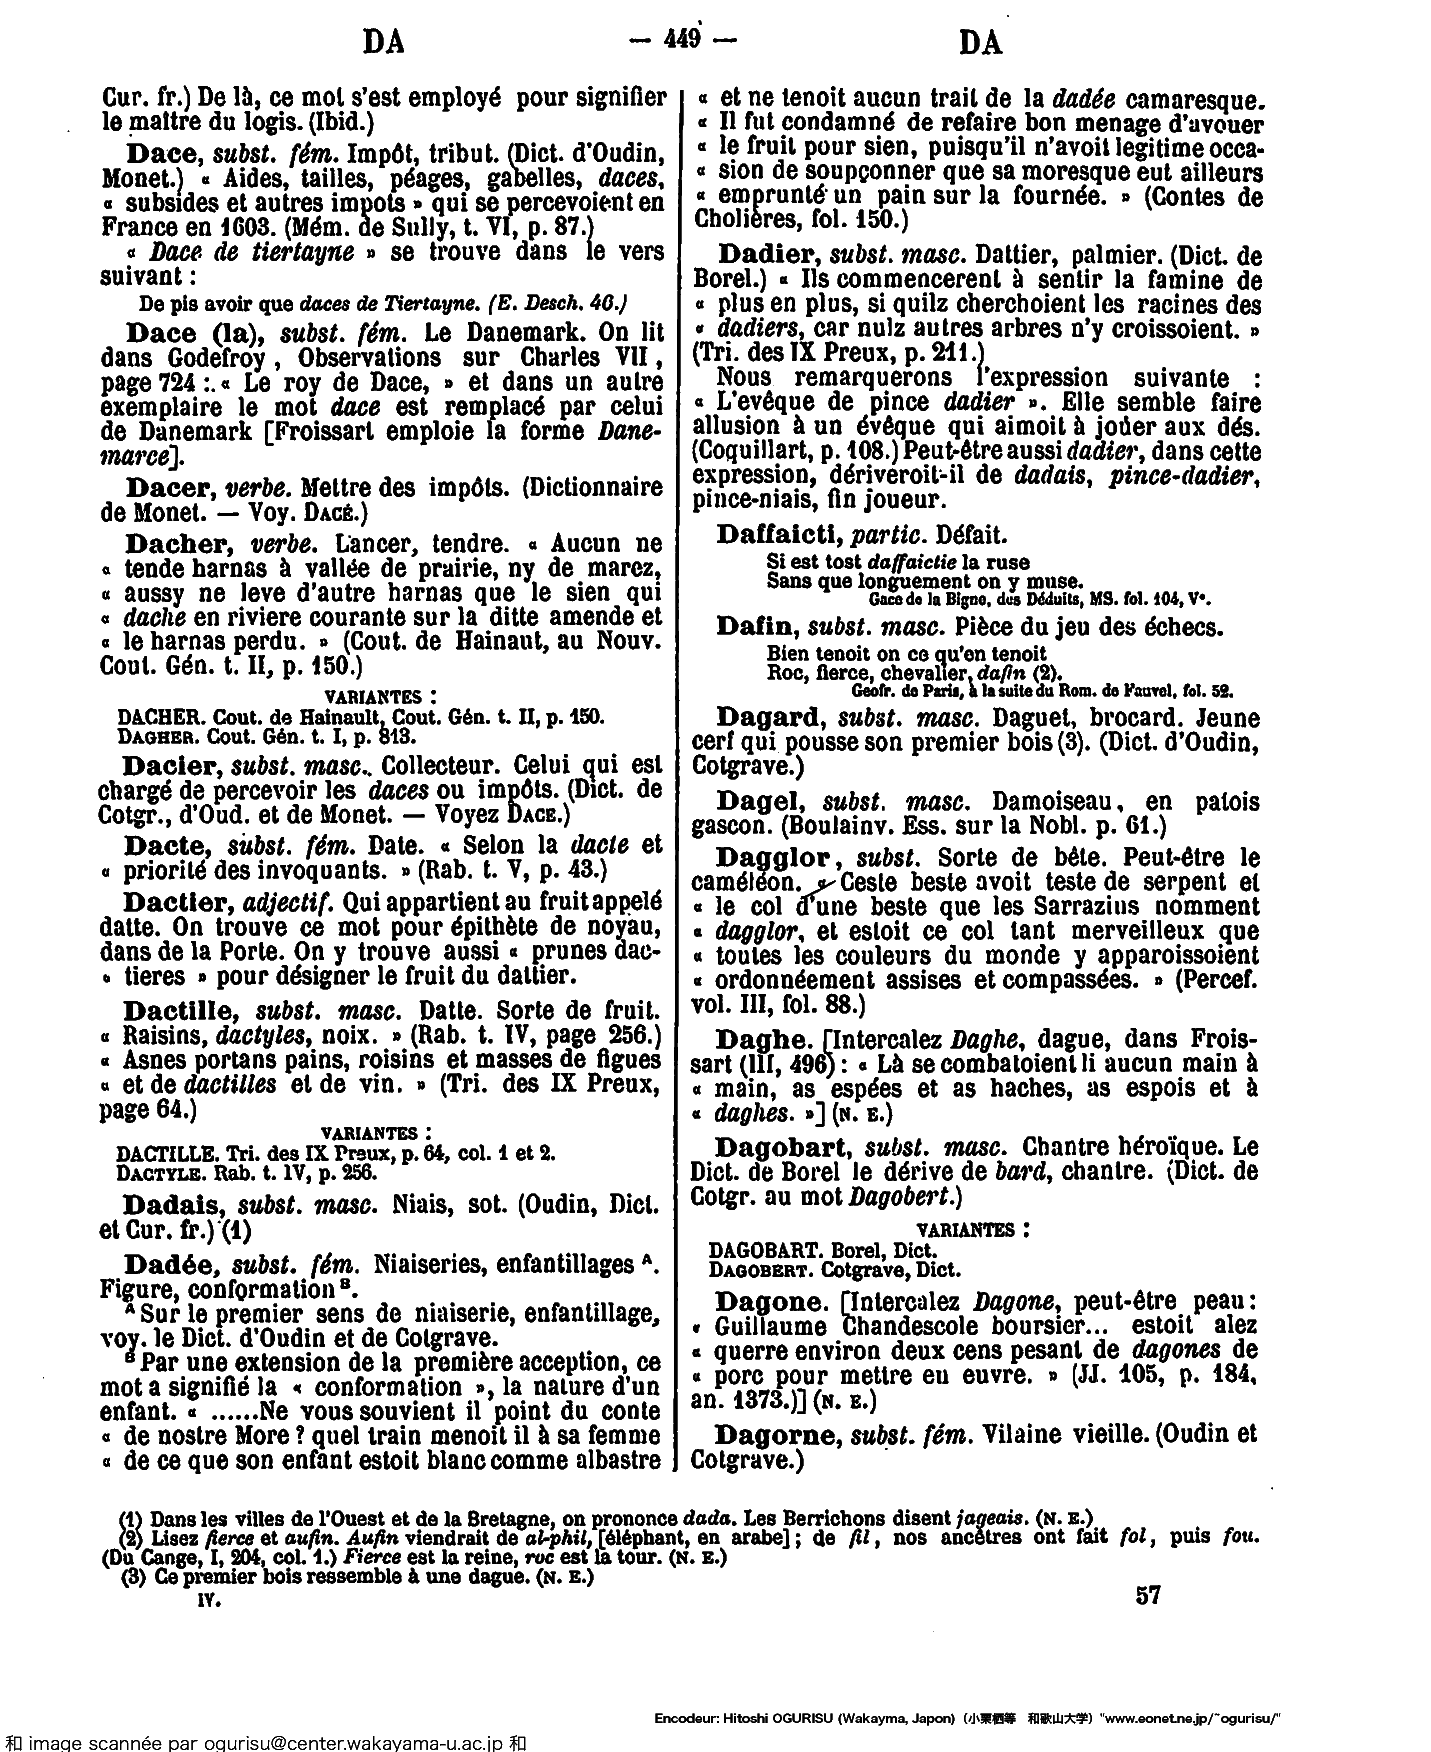 DA — 449 — DA
Cur. fr.) De là, ce mot s'est employé pour signifier
le maître du logis. (Ibid.)
Dace, subst. fém. Impôt, tribut. (Dict. d'Oudin,
Monet.) « Aides, tailles, péages, gabelles, daces,
« subsides et autres impots » qui se percevoient en
France en 1603. (Mém. de Sully, t. VI, p. 87.)
« Dace de tiertayne » se trouve dans le vers
suivant :
De pis avoir que daces de Tiertayne. (E. Desch. 46.)
Dace (la), subst. fém. Le Danemark. On lit
dans Godefroy, Observations sur Charles VII,
page 724 :. « Le roy de Dace, » et dans un autre
exemplaire le mot dace est remplacé par celui
de Danemark [Froissart emploie la forme Dane-
marce].
Dacer, verbe. Mettre des impôts. (Dictionnaire
de Monet. — Voy. DACÉ.)
Dacher, verbe. Lancer, tendre. « Aucun ne
« tende harnas à vallée de prairie, ny de marez,
« aussy ne leve d'autre harnas que le sien qui
« dache en riviere courante sur la ditte amende et
« le harnas perdu. » (Cout. de Hainaut, au Nouv.
Cout. Gén. t. II, p. 150.)
VARIANTES :
DACHER. Cout. de Hainault, Cout. Gén. t. II, p. 150.
DAGHER. Cout. Gén. t. I, p. 813.
Dacier, subst. masc. Collecteur. Celui qui est
chargé de percevoir les daces ou impôts. (Dict. de
Cotgr., d'Oud. et de Monet. — Voyez DACE.)
Dacte, subst. fém. Date. « Selon la dacte et
« priorité des invoquants. » (Rab. t. V, p. 43.)
Dactier, adjectif. Qui appartient au fruit appelé
datte. On trouve ce mot pour épithète de noyau,
dans de la Porte. On y trouve aussi « prunes dac-
« tieres » pour désigner le fruit du dattier.
Dactille, subst. masc. Datte. Sorte de fruit.
« Raisins, dactyles, noix. » (Rab. t. IV, page 256.)
« Asnes portans pains, roisins et masses de figues
« et de dactilles et de vin. » (Tri. des IX Preux,
page 64.)
VARIANTES :
DACTILLE. Tri. des IX Preux, p. 64, col. 1 et 2.
DACTYLE. Rab. t. IV, p. 256.
Dadais, subst. masc. Niais, sot. (Oudin, Dict.
et Cur. fr.) (1)
Dadée, subst. fém. Niaiseries, enfantillages A.
Figure, conformation B.
A Sur le premier sens de niaiserie, enfantillage,
voy. le Dict. d'Oudin et de Cotgrave.
B Par une extension de la première acception, ce
mot a signifié la « conformation », la nature d'un
enfant. « ......Ne vous souvient il point du conte
« de nostre More ? quel train menoit il à sa femme
« de ce que son enfant estoit blanc comme albastre
« et ne tenoit aucun trait de la dadée camaresque.
« Il fut condamné de refaire bon menage d'avouer
« le fruit pour sien, puisqu'il n'avoit legitime occa-
« sion de soupçonner que sa moresque eut ailleurs
« emprunté un pain sur la fournée. » (Contes de
Cholières, fol. 150.)
Dadier, subst. masc. Dattier, palmier. (Dict. de
Borel.) « Ils commencerent à sentir la famine de
« plus en plus, si quilz cherchoient les racines des
« dadiers, car nulz autres arbres n'y croissoient. »
(Tri. des IX Preux, p. 211.)
Nous remarquerons l'expression suivante :
« L'evêque de pince dadier ». Elle semble faire
allusion à un évêque qui aimoit à joüer aux dés.
(Coquillart, p. 108.) Peut-être aussi dadier, dans cette
expression, dériveroit-il de dadais, pince-dadier,
pince-niais, fin joueur.
Daffaicti, partic. Défait.
Si est tost daffaictie la ruse
Sans que longuement on y muse.
Gace de la Bigne, des Déduits, MS. fol. 104, V°.
Dafin, subst. masc. Pièce du jeu des échecs.
Bien tenoit on ce qu'en tenoit
Roc, fierce, chevalier, dafin (2).
Geofr. de Paris, à la suite du Rom. de Fauvel, fol. 52.
Dagard, subst. masc. Daguet, brocard. Jeune
cerf qui pousse son premier bois (3). (Dict. d'Oudin,
Cotgrave.)
Dagel, subst. masc. Damoiseau, en patois
gascon. (Boulainv. Ess. sur la Nobl. p. 61.)
Dagglor, subst. Sorte de bête. Peut-être le
caméléon. « Ceste beste avoit teste de serpent et
« le col d'une beste que les Sarrazins nomment
« dagglor, et estoit ce col tant merveilleux que
« toutes les couleurs du monde y apparoissoient
« ordonnéement assises et compassées. » (Percef.
vol. III, fol. 88.)
Daghe. [Intercalez Daghe, dague, dans Frois-
sart (III, 496) : « Là se combatoient li aucun main à
« main, as espées et as haches, as espois et à
« daghes. »] (N. E.)
Dagobart, subst. masc. Chantre héroïque. Le
Dict. de Borel le dérive de bard, chantre. (Dict. de
Cotgr. au mot Dagobert.)
VARIANTES :
DAGOBART. Borel, Dict.
DAGOBERT. Cotgrave, Dict.
Dagone. [Intercalez Dagone, peut-être peau :
« Guillaume Chandescole boursier... estoit alez
« querre environ deux cens pesant de dagones de
« porc pour mettre eu euvre. » (JJ. 105, p. 184,
an. 1373.)] (N. E.)
Dagorne, subst. fém. Vilaine vieille. (Oudin et
Cotgrave.)
(1) Dans les villes de l'Ouest et de la Bretagne, on prononce dada. Les Berrichons disent jageais. (N. E.)
(2) Lisez fierce et aufin. Aufin viendrait de al-phil, [éléphant, en arabe] ; de fil, nos ancêtres ont fait fol, puis fou.
(Du Cange, I, 204, col. 1.) Fierce est la reine, roc est la tour. (N. E.)
(3) Ce premier bois ressemble à une dague. (N. E.)
IV. 57
Encodeur: Hitoshi OGURISU (Wakayma, Japon) (小栗栖等 和歌山大学) "www.eonet.ne.jp/~ogurisu/"
和 image scannée par ogurisu@center.wakayama-u.ac.jp 和